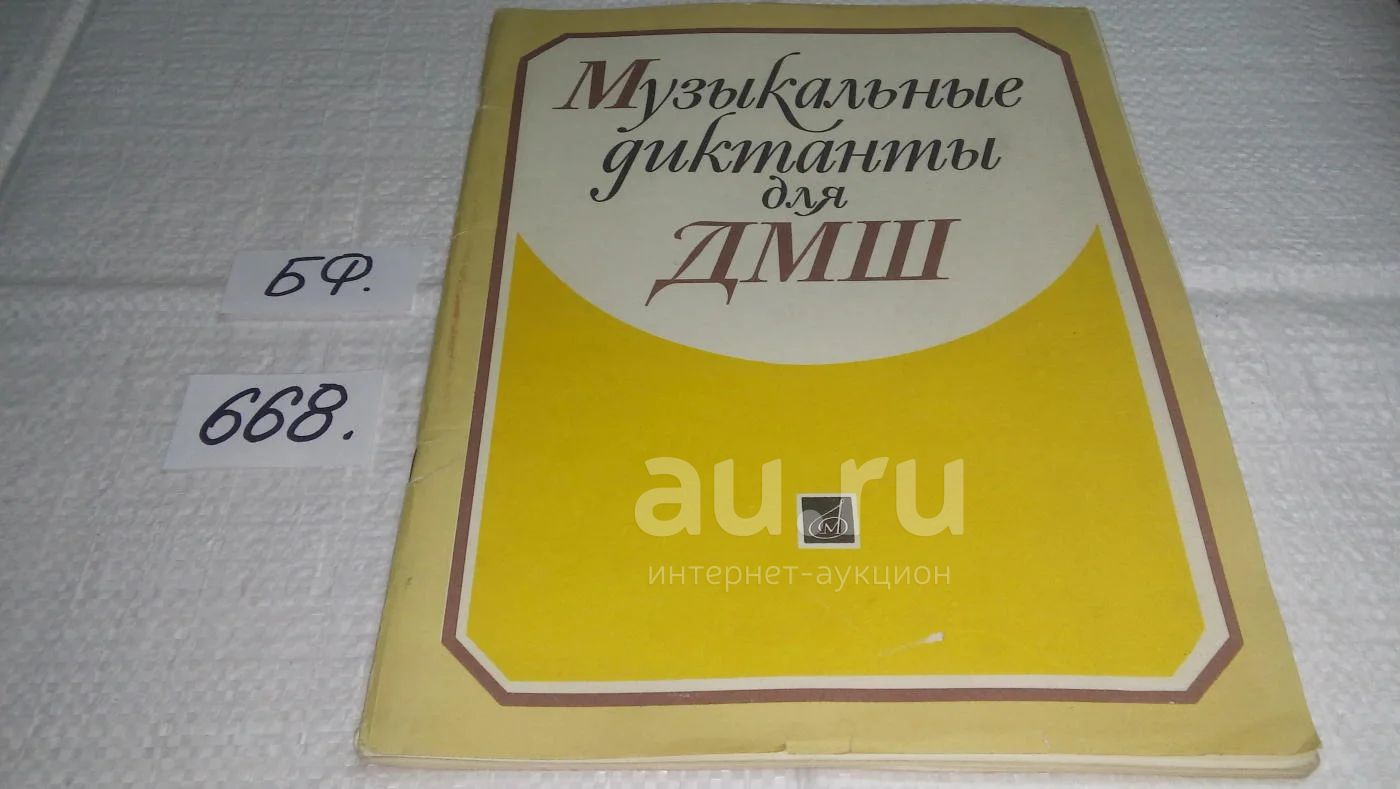 Музыкальные
диктанты
для
ДМШ
БФ.
668.
au.ru
интернет-аукцион
М